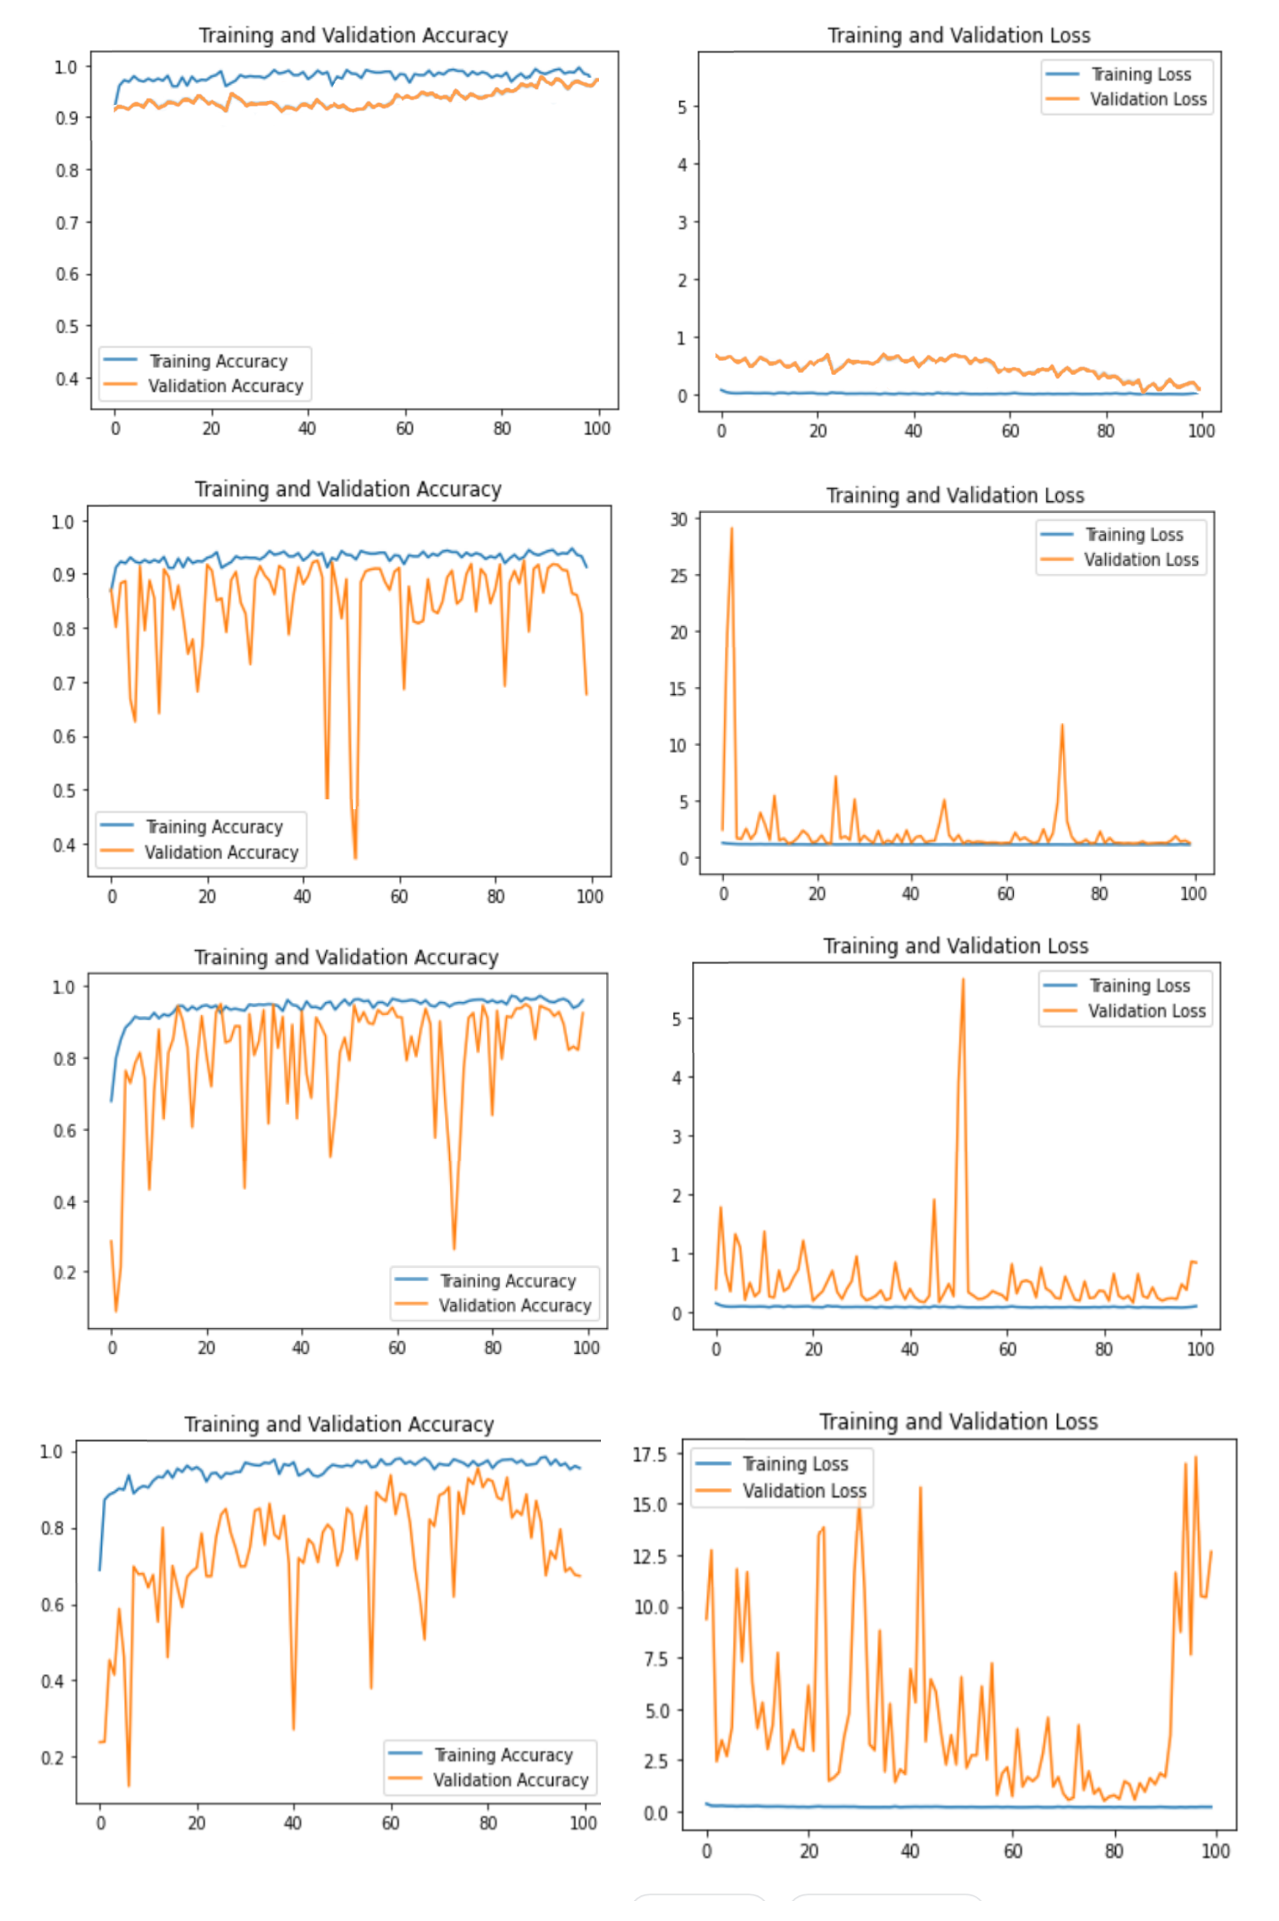 Training and Validation Accuracy
1.0
0.9
0.8
0.7
0.6
0.5
0.4
Training Accuracy
Validation Accuracy
0 20 40 60 80 100
Training and Validation Loss
Training Loss
Validation Loss
5
4
3
2
1
0
0 20 40 60 80 100
Training and Validation Accuracy
1.0
0.9
0.8
0.7
0.6
0.5
0.4
Training Accuracy
Validation Accuracy
0 20 40 60 80 100
Training and Validation Loss
30
Training Loss
Validation Loss
25
20
15
10
5
0
0 20 40 60 80 100
Training and Validation Accuracy
1.0
0.8
0.6
0.4
0.2
Training Accuracy
Validation Accuracy
0 20 40 60 80 100
Training and Validation Loss
Training Loss
Validation Loss
5
4
3
2
1
0
0 20 40 60 80 100
Training and Validation Accuracy
1.0
0.8
0.6
0.4
0.2
Training Accuracy
Validation Accuracy
0 20 40 60 80 100
Training and Validation Loss
17.5
Training Loss
Validation Loss
15.0
12.5
10.0
7.5
5.0
2.5
0.0
0 20 40 60 80 100